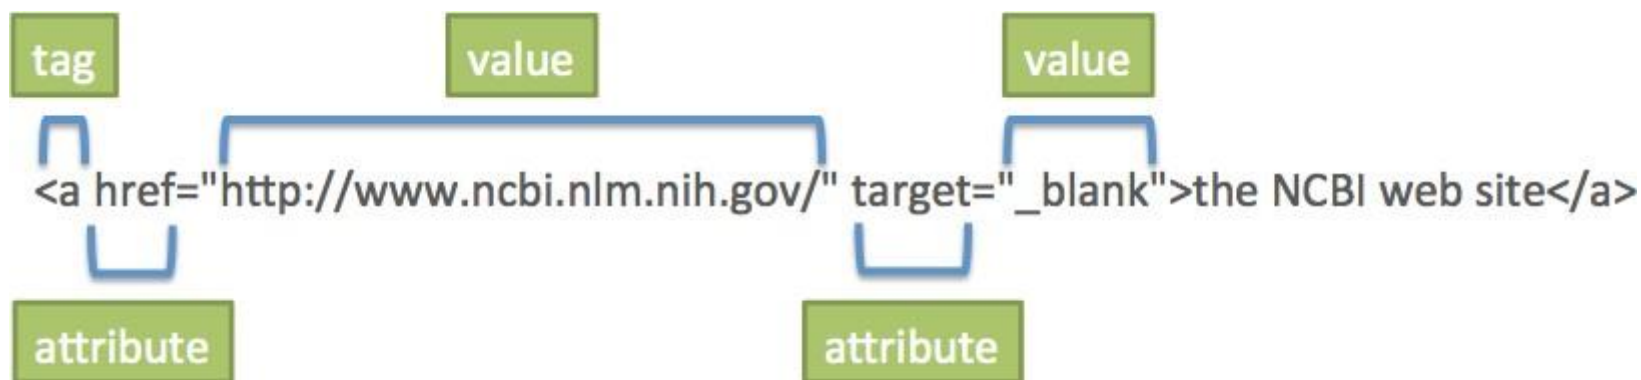 tag value value
<a href="http://www.ncbi.nlm.nih.gov/" target="_blank">the NCBI web site</a>
attribute attribute